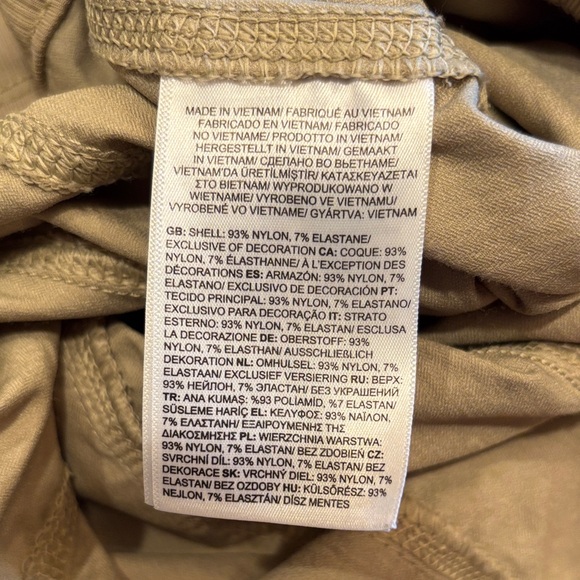 MADE IN VIETNAM/ FABRIQUÉ AU VIETNAM/
FABRICADO EN VIETNAM/ FABRICADO
NO VIETNAME/ PRODOTTO IN VIETNAM/
HERGESTELLT IN VIETNAM/ GEMAAKT
IN VIETNAM/ СДЕЛАНО ВО ВЬЕТНАМЕ/
VİETNAM'DA ÜRETİLMİŞTİR/ ΚΑΤΑΣΚΕΥΑΖΕΤΑΙ
ΣΤΟ ΒΙΕΤΝΑΜ/ WYPRODUKOWANO W
WIETNAMIE/ VYROBENO VE VIETNAMU/
VYROBENÉ VO VIETNAME/ GYÁRTVA: VIETNAM
GB: SHELL: 93% NYLON, 7% ELASTANE/
EXCLUSIVE OF DECORATION CA: COQUE: 93%
NYLON, 7% ÉLASTHANNE/ À L'EXCEPTION DES
DÉCORATIONS ES: ARMAZÓN: 93% NYLON, 7%
ELASTANO/ EXCLUSIVO DE DECORACIÓN PT:
TECIDO PRINCIPAL: 93% NYLON, 7% ELASTANO/
EXCLUSIVO PARA DECORAÇÃO IT: STRATO
ESTERNO: 93% NYLON, 7% ELASTAN/ ESCLUSA
LA DECORAZIONE DE: OBERSTOFF: 93%
NYLON, 7% ELASTHAN/ AUSSCHLIEẞLICH
DEKORATION NL: OMHULSEL: 93% NYLON, 7%
ELASTAAN/ EXCLUSIEF VERSIERING RU: ВЕРХ:
93% НЕЙЛОН, 7% ЭЛАСТАН/ БЕЗ УКРАШЕНИЙ
TR: ANA KUMAŞ: %93 POLİAMİD, %7 ELASTAN/
SÜSLEME HARİÇ EL: ΚΕΛΥΦΟΣ: 93% ΝΑΪΛΟΝ,
7% ΕΛΑΣΤΑΝΗ/ ΕΞΑΙΡΟΥΜΕΝΗΣ ΤΗΣ
ΔΙΑΚΟΣΜΗΣΗΣ PL: WIERZCHNIA WARSTWA:
93% NYLON, 7% ELASTAN/ BEZ ZDOBIEŃ CZ:
SVRCHNÍ DÍL: 93% NYLON, 7% ELASTAN/ BEZ
DEKORACE SK: VRCHNÝ DIEL: 93% NYLON, 7%
ELASTAN/ BEZ OZDOBY HU: KÜLSŐRÉSZ: 93%
NEJLON, 7% ELASZTÁN/ DÍSZ MENTES